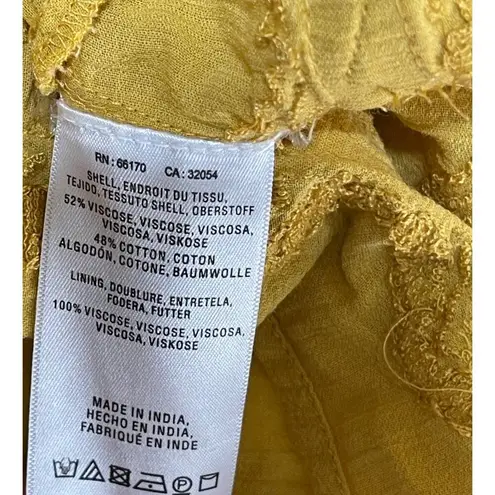 RN: 66170 CA: 32054
SHELL, ENDROIT DU TISSU,
TEJIDO, TESSUTO SHELL, OBERSTOFF
52% VISCOSE, VISCOSE, VISCOSA,
VISCOSA, VISKOSE
48% COTTON, COTON
ALGODÓN, COTONE, BAUMWOLLE
LINING, DOUBLURE, ENTRETELA,
FODERA, FUTTER
100% VISCOSE, VISCOSE, VISCOSA,
VISCOSA, VISKOSE
MADE IN INDIA,
HECHO EN INDIA,
FABRIQUÉ EN INDE